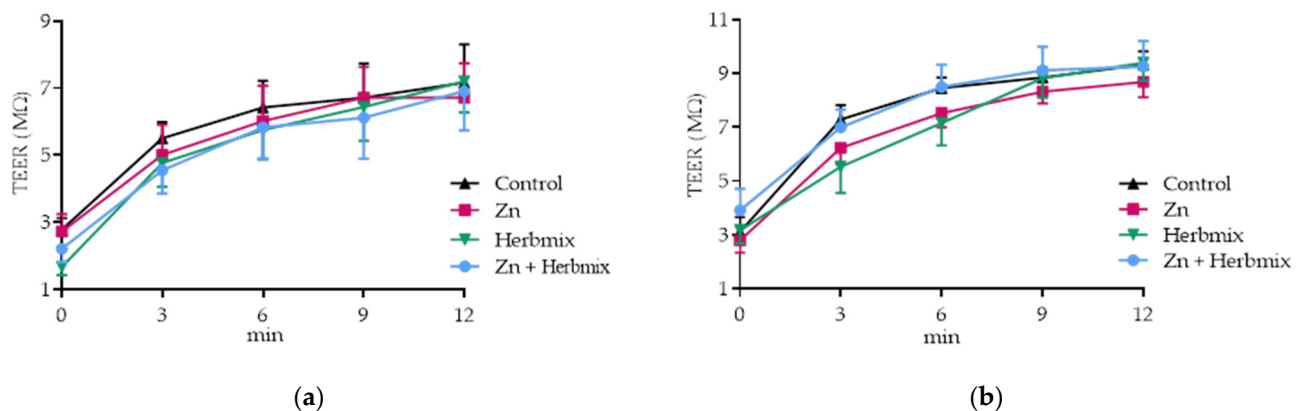 9
7
5
3
1
TEER (MΩ)
0 3 6 9 12
min
Control
Zn
Herbmix
Zn + Herbmix
(a)
11
9
7
5
3
1
TEER (MΩ)
0 3 6 9 12
min
Control
Zn
Herbmix
Zn + Herbmix
(b)